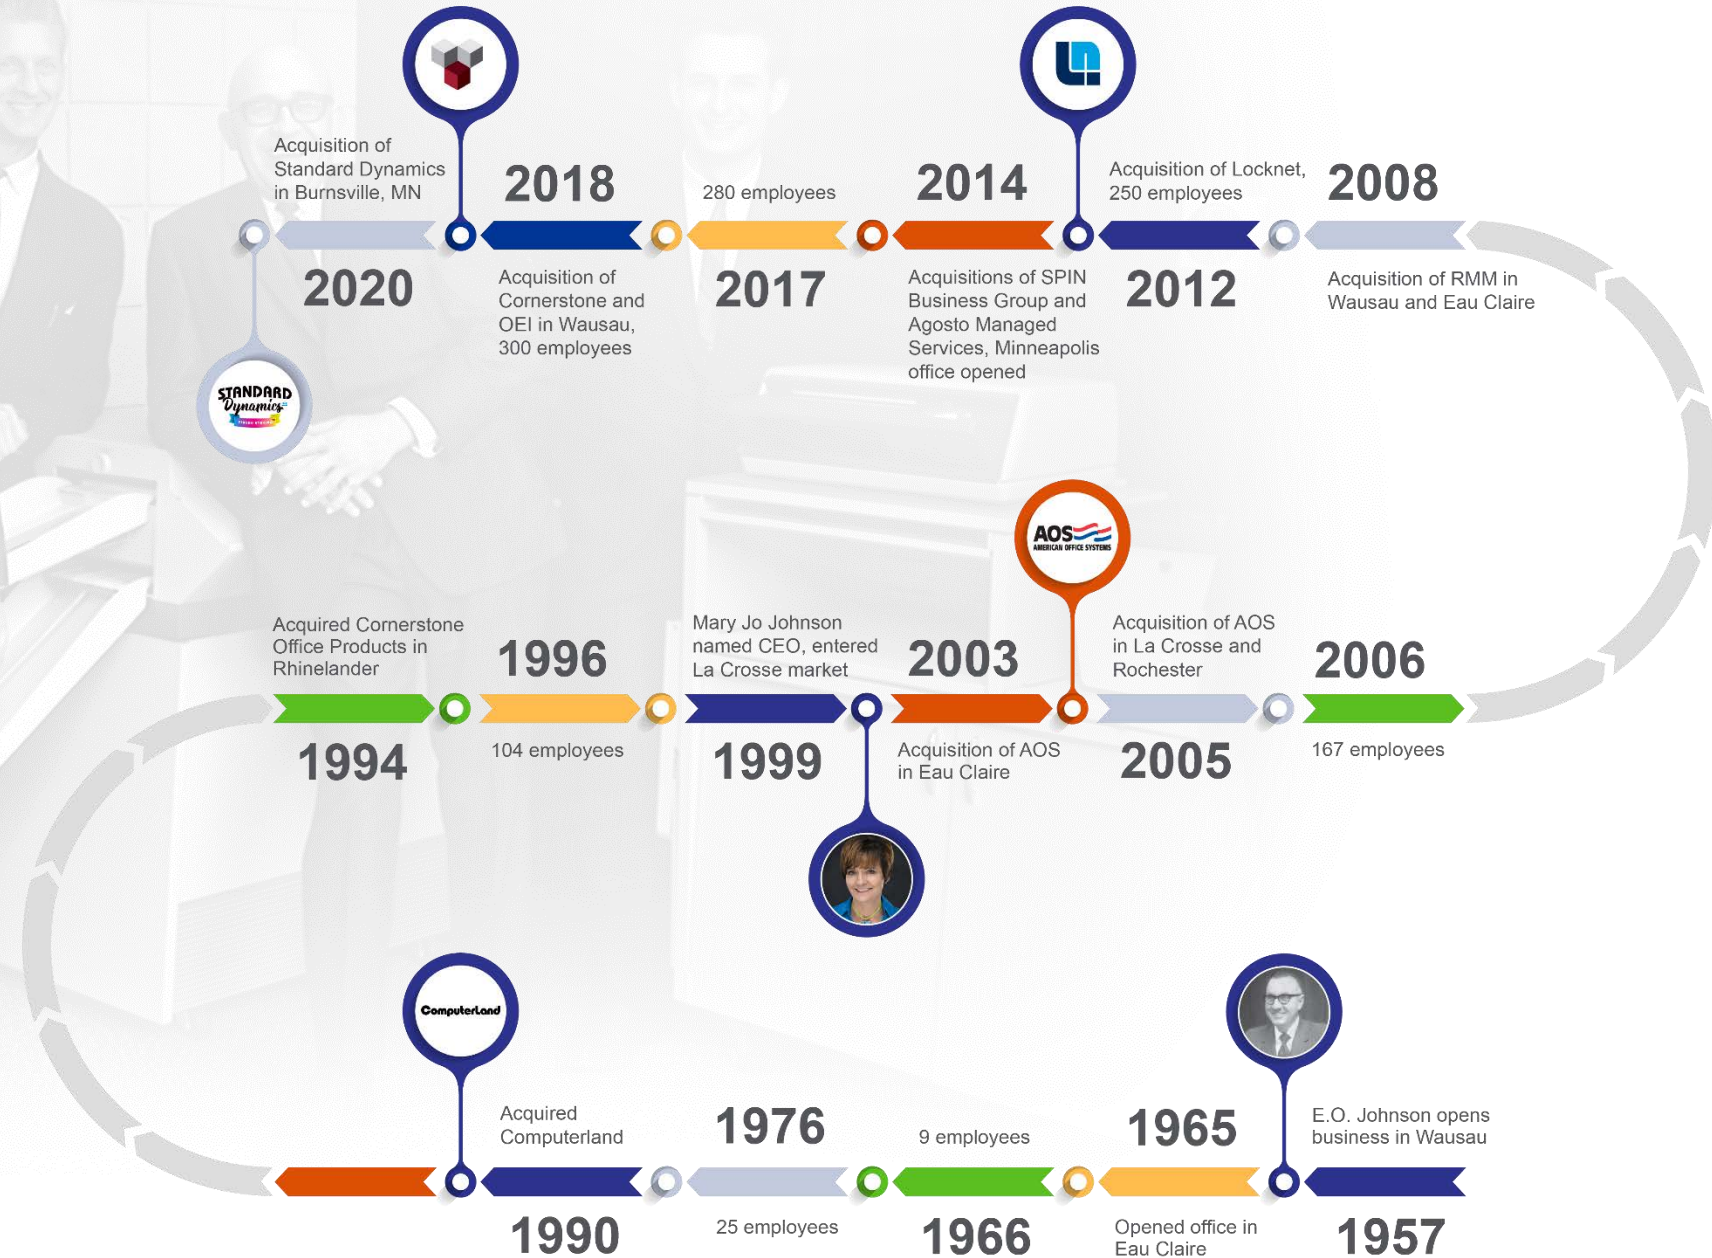 Acquisition of
Standard Dynamics
in Burnsville, MN
2020
STANDARD
Dynamics
2018
Acquisition of
Cornerstone and
OEI in Wausau,
300 employees
280 employees
2017
2014
Acquisitions of SPIN
Business Group and
Agosto Managed
Services, Minneapolis
office opened
Acquisition of Locknet,
250 employees
2012
2008
Acquisition of RMM in
Wausau and Eau Claire
Acquired Cornerstone
Office Products in
Rhinelander
1994
1996
104 employees
Mary Jo Johnson
named CEO, entered
La Crosse market
1999
2003
Acquisition of AOS
in Eau Claire
AOS
AMERICAN OFFICE SYSTEMS
Acquisition of AOS
in La Crosse and
Rochester
2005
2006
167 employees
ComputerLand
Acquired
Computerland
1990
1976
25 employees
9 employees
1966
1965
Opened office in
Eau Claire
E.O. Johnson opens
business in Wausau
1957